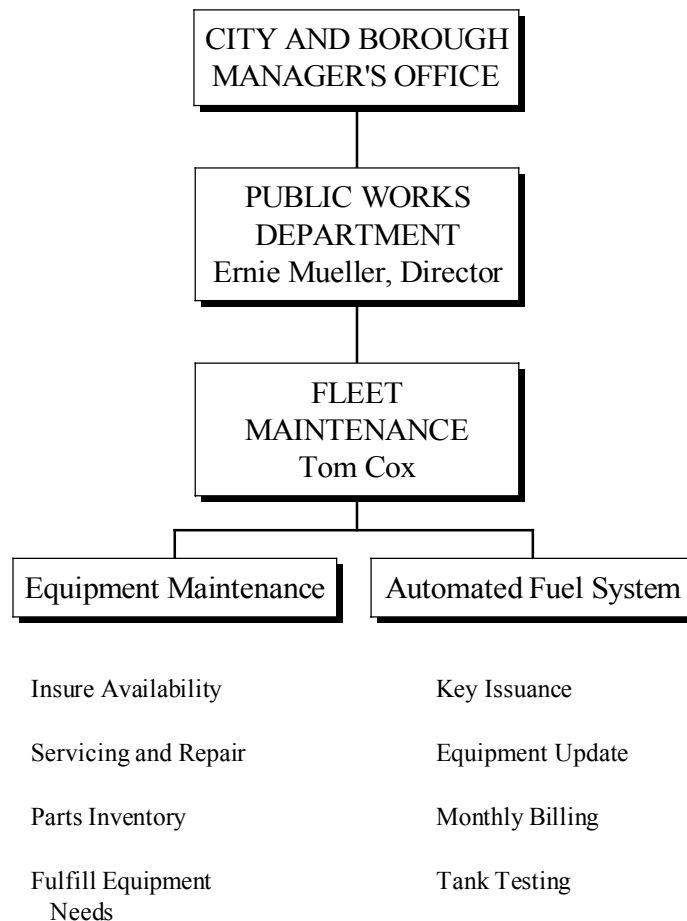 CITY AND BOROUGH
MANAGER'S OFFICE
PUBLIC WORKS
DEPARTMENT
Ernie Mueller, Director
FLEET
MAINTENANCE
Tom Cox
Equipment Maintenance
Automated Fuel System
Insure Availability
Servicing and Repair
Parts Inventory
Fulfill Equipment
Needs
Key Issuance
Equipment Update
Monthly Billing
Tank Testing